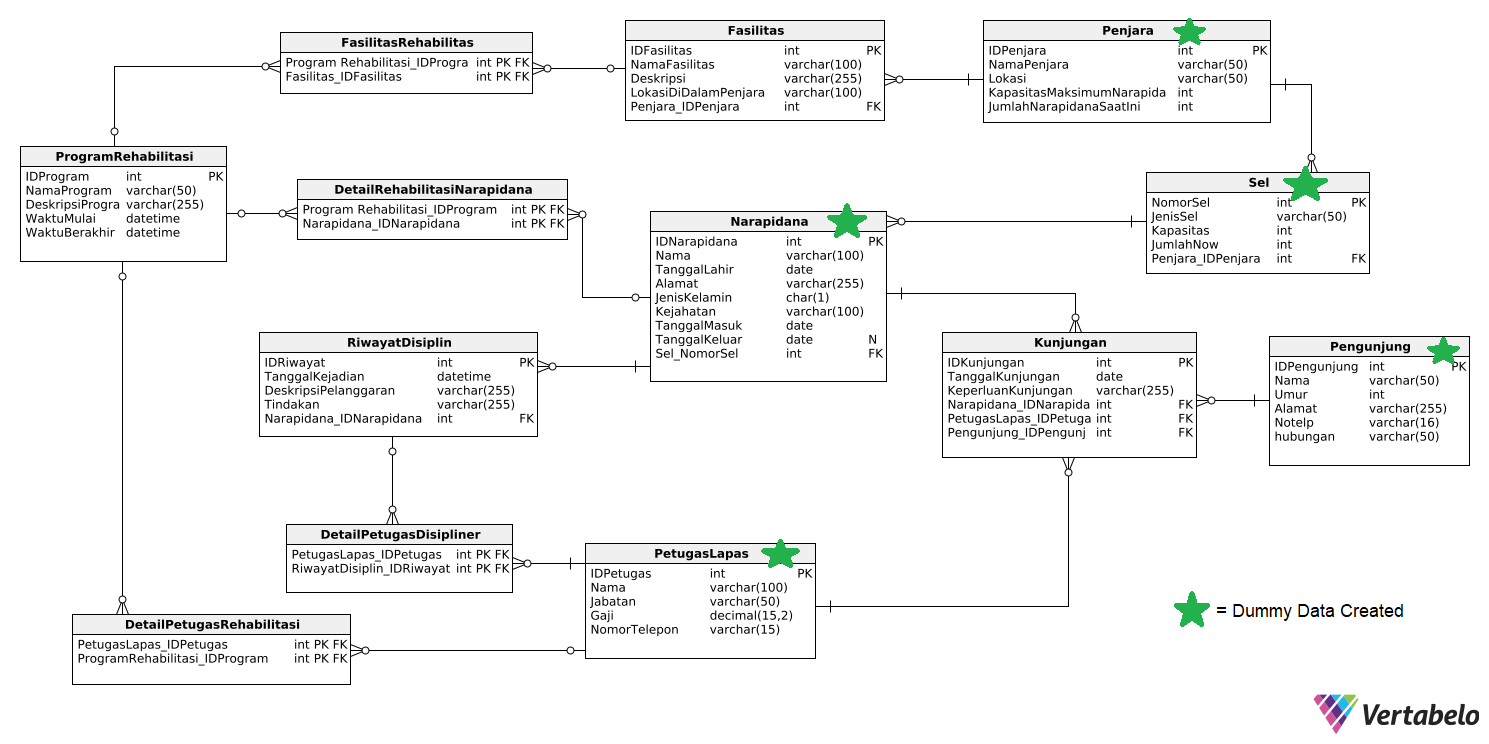 FasilitasRehabilitas
Program Rehabilitasi_IDProgra int PK FK
Fasilitas_IDFasilitas int PK FK
Fasilitas
IDFasilitas int PK
NamaFasilitas varchar(100)
Deskripsi varchar(255)
LokasiDiDalamPenjara varchar(100)
Penjara_IDPenjara int FK
Penjara
IDPenjara int PK
NamaPenjara varchar(50)
Lokasi varchar(50)
KapasitasMaksimumNarapida int
JumlahNarapidanaSaatIni int
ProgramRehabilitasi
IDProgram int PK
NamaProgram varchar(50)
DeskripsiProgra varchar(255)
WaktuMulai datetime
WaktuBerakhir datetime
DetailRehabilitasiNarapidana
Program Rehabilitasi_IDProgram int PK FK
Narapidana_IDNarapidana int PK FK
Narapidana
IDNarapidana int PK
Nama varchar(100)
TanggalLahir date
Alamat varchar(255)
JenisKelamin char(1)
Kejahatan varchar(100)
TanggalMasuk date
TanggalKeluar date N
Sel_NomorSel int FK
Sel
NomorSel int PK
JenisSel varchar(50)
Kapasitas int
JumlahNow int
Penjara_IDPenjara int FK
RiwayatDisiplin
IDRiwayat int PK
TanggalKejadian datetime
DeskripsiPelanggaran varchar(255)
Tindakan varchar(255)
Narapidana_IDNarapidana int FK
Kunjungan
IDKunjungan int PK
TanggalKunjungan date
KeperluanKunjungan varchar(255)
Narapidana_IDNarapida int FK
PetugasLapas_IDPetuga int FK
Pengunjung_IDPengunj int FK
Pengunjung
IDPengunjung int PK
Nama varchar(50)
Umur int
Alamat varchar(255)
Notelp varchar(16)
hubungan varchar(50)
DetailPetugasDisipliner
PetugasLapas_IDPetugas int PK FK
RiwayatDisiplin_IDRiwayat int PK FK
PetugasLapas
IDPetugas int PK
Nama varchar(100)
Jabatan varchar(50)
Gaji decimal(15,2)
NomorTelepon varchar(15)
DetailPetugasRehabilitasi
PetugasLapas_IDPetugas int PK FK
ProgramRehabilitasi_IDProgram int PK FK
= Dummy Data Created
Vertabelo